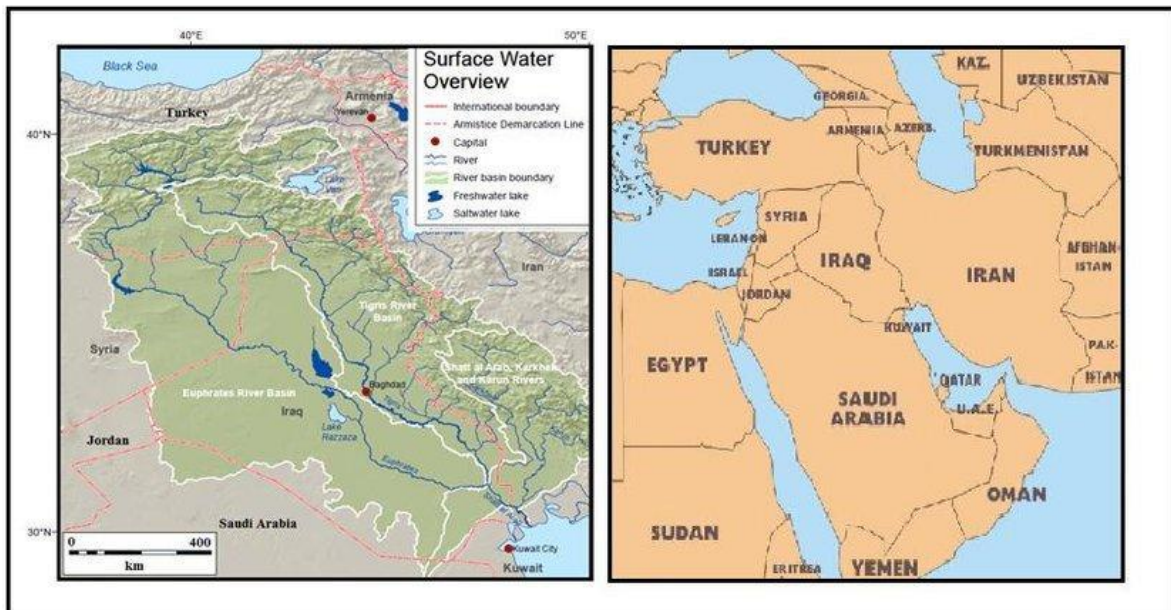 40°E
50°E
Black Sea
Surface Water
Overview
International boundary
Armistice Demarcation Line
Capital
River
River basin boundary
Freshwater lake
Saltwater lake
Armenia
Yerevan
Turkey
40°N
Lake
Van
Iran
Tigris River
Basin
Syria
Shatt al Arab, Karkheh
and Karun Rivers
Baghdad
Euphrates River Basin
Iraq
Lake
Razzaza
Jordan
Euphrates
Saudi Arabia
30°N
0 400
km
Kuwait City
Kuwait
KAZ.
UZBEKISTAN
GEORGIA
ARMENIA
AZERB.
TURKEY
TURKMENISTAN
SYRIA
LEBANON
AFGHAN-
ISTAN
IRAQ
IRAN
ISRAEL
JORDAN
KUWAIT
PAK-
ISTAN
EGYPT
QATAR
SAUDI
ARABIA
U.A.E.
OMAN
SUDAN
ERITREA
YEMEN